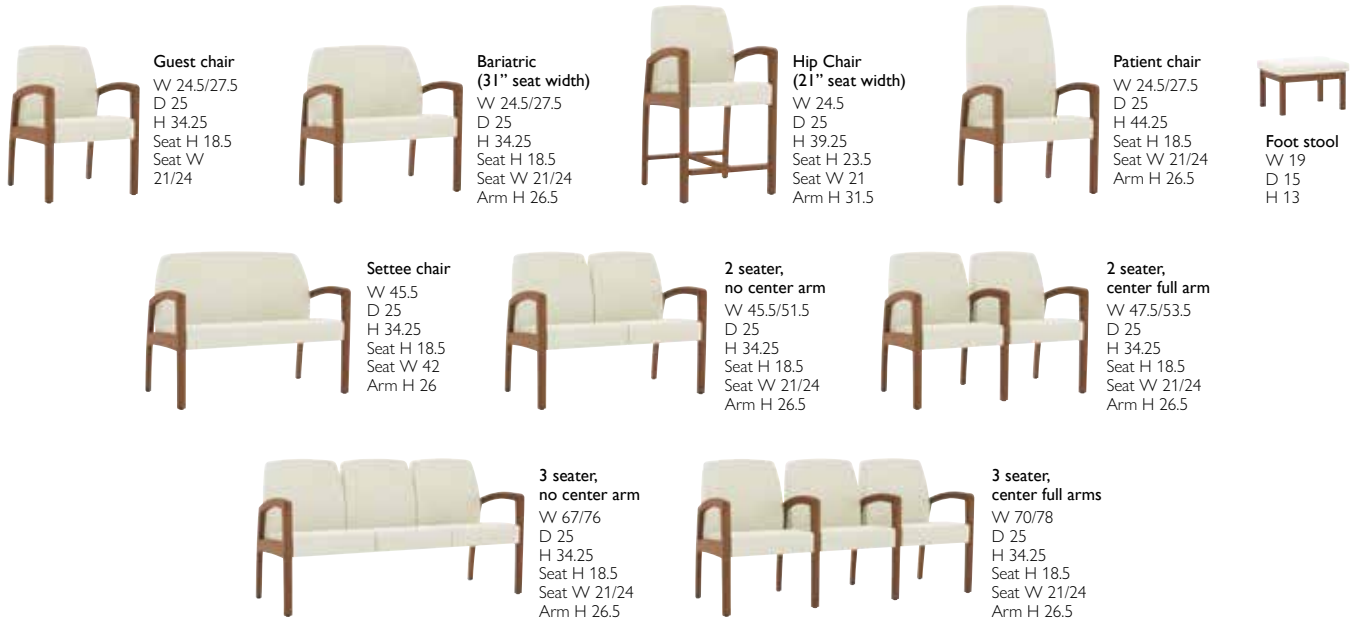 Guest chair
W 24.5/27.5
D 25
H 34.25
Seat H 18.5
Seat W
21/24
Bariatric
(31” seat width)
W 24.5/27.5
D 25
H 34.25
Seat H 18.5
Seat W 21/24
Arm H 26.5
Hip Chair
(21” seat width)
W 24.5
D 25
H 39.25
Seat H 23.5
Seat W 21
Arm H 31.5
Patient chair
W 24.5/27.5
D 25
H 44.25
Seat H 18.5
Seat W 21/24
Arm H 26.5
Foot stool
W 19
D 15
H 13
Settee chair
W 45.5
D 25
H 34.25
Seat H 18.5
Seat W 42
Arm H 26
2 seater,
no center arm
W 45.5/51.5
D 25
H 34.25
Seat H 18.5
Seat W 21/24
Arm H 26.5
2 seater,
center full arm
W 47.5/53.5
D 25
H 34.25
Seat H 18.5
Seat W 21/24
Arm H 26.5
3 seater,
no center arm
W 67/76
D 25
H 34.25
Seat H 18.5
Seat W 21/24
Arm H 26.5
3 seater,
center full arms
W 70/78
D 25
H 34.25
Seat H 18.5
Seat W 21/24
Arm H 26.5